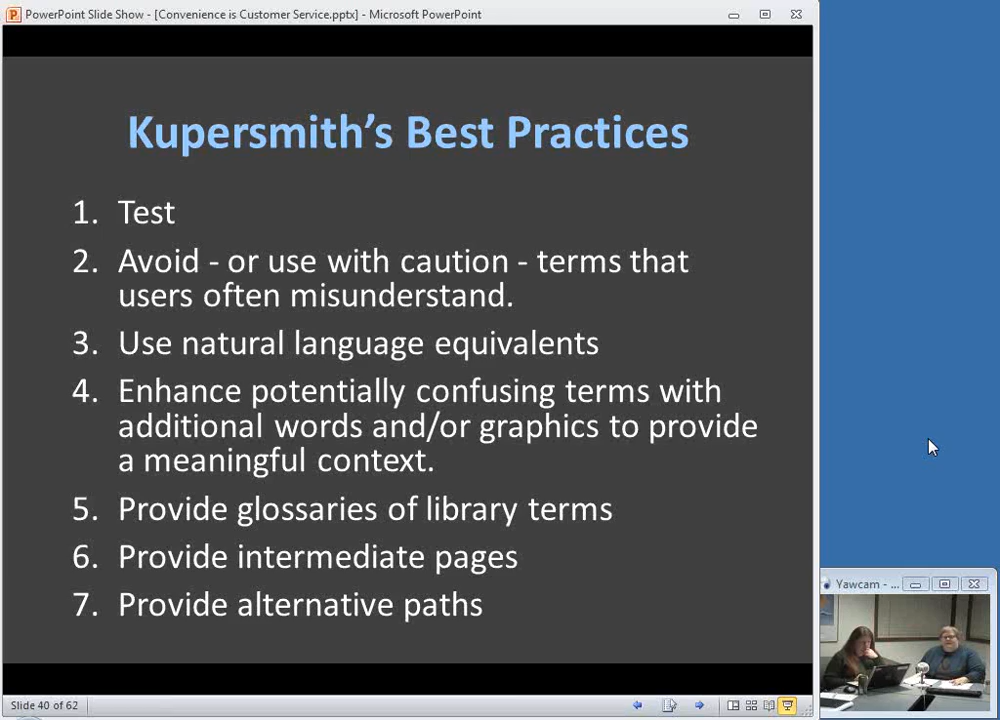 PowerPoint Slide Show - [Convenience is Customer Service.pptx] - Microsoft PowerPoint
Kupersmith's Best Practices
1. Test
2. Avoid - or use with caution - terms that
users often misunderstand.
3. Use natural language equivalents
4. Enhance potentially confusing terms with
additional words and/or graphics to provide
a meaningful context.
5. Provide glossaries of library terms
6. Provide intermediate pages
7. Provide alternative paths
Yawcam - ...
Slide 40 of 62